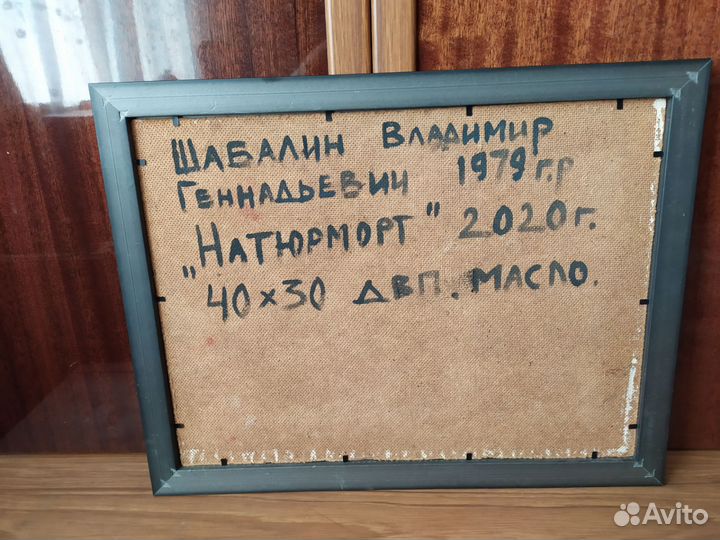 Шабалин Владимир
Геннадьевич 1979 г.р
"Натюрморт" 2020 г.
40×30 ДВП. Масло.
Avito